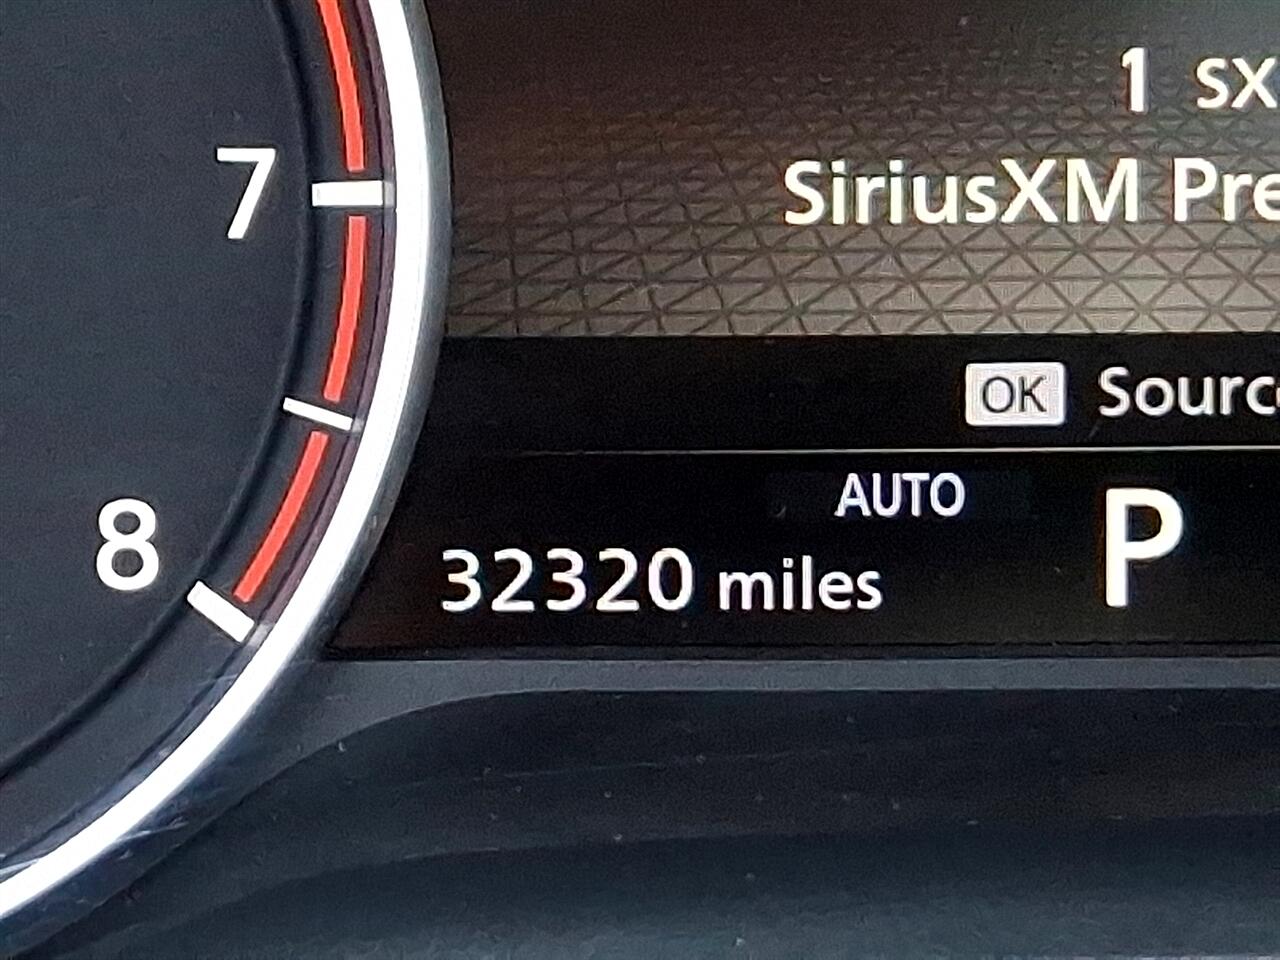 7
8
1 SX
SiriusXM Pre
OK Sourc
AUTO
P
32320 miles